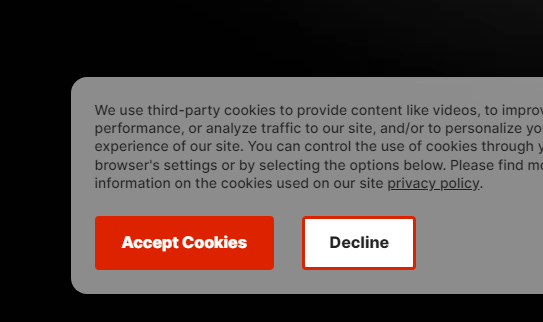 We use third-party cookies to provide content like videos, to improv
performance, or analyze traffic to our site, and/or to personalize yo
experience of our site. You can control the use of cookies through y
browser's settings or by selecting the options below. Please find mo
information on the cookies used on our site privacy policy.
Accept Cookies
Decline